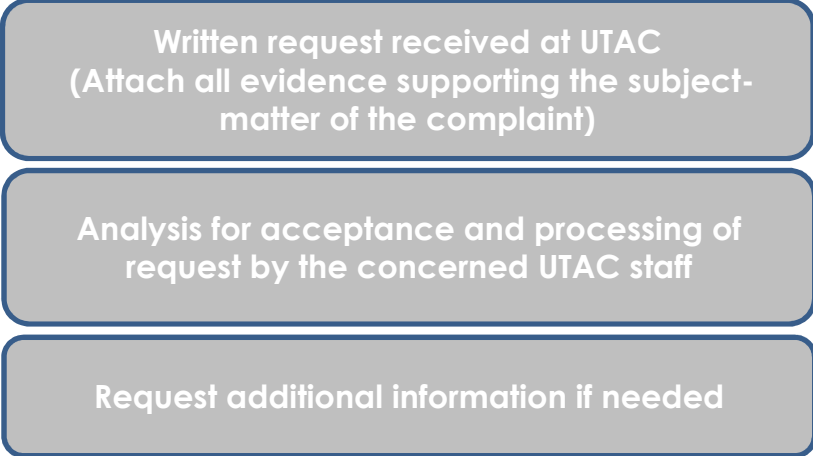 Written request received at UTAC
(Attach all evidence supporting the subject-
matter of the complaint)
Analysis for acceptance and processing of
request by the concerned UTAC staff
Request additional information if needed